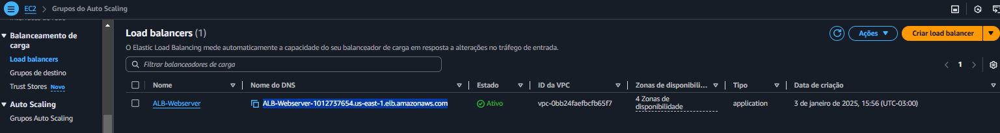 EC2 > Grupos do Auto Scaling
Balanceamento de
carga
Load balancers
Grupos de destino
Trust Stores Novo
Auto Scaling
Grupos Auto Scaling
Load balancers (1)
Ações
Criar load balancer
O Elastic Load Balancing mede automaticamente a capacidade do seu balanceador de carga em resposta a alterações no tráfego de entrada.
Filtrar balanceadores de carga
1
Nome Nome do DNS Estado ID da VPC Zonas de disponibili... Tipo Data de criação
ALB-Webserver ALB-Webserver-1012737654.us-east-1.elb.amazonaws.com Ativo vpc-0bb24faefbcfb65f7 4 Zonas de
disponibilidade application 3 de janeiro de 2025, 15:56 (UTC-03:00)